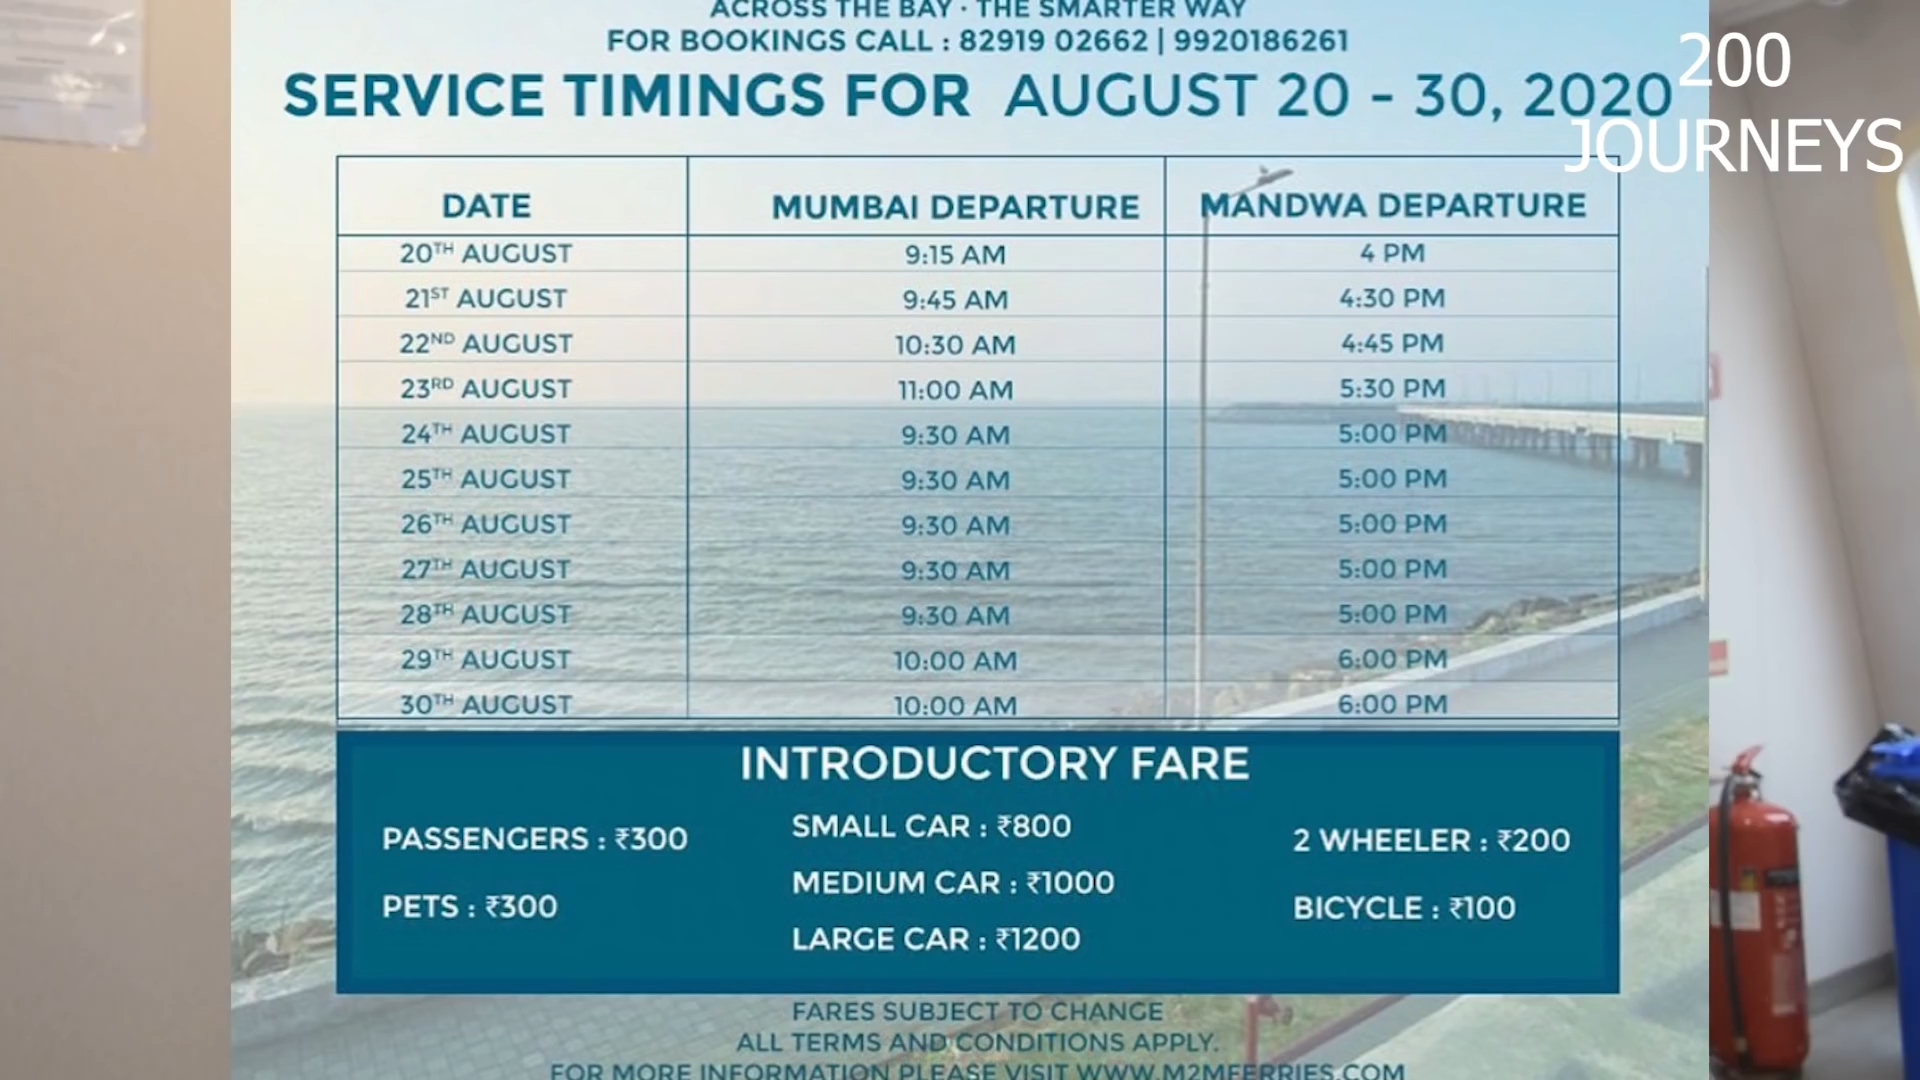 ACROSS THE BAY · THE SMARTER WAY
FOR BOOKINGS CALL : 82919 02662 | 9920186261
SERVICE TIMINGS FOR AUGUST 20 - 30, 2020
200
JOURNEYS
DATE MUMBAI DEPARTURE MANDWA DEPARTURE
20TH AUGUST 9:15 AM 4 PM
21ST AUGUST 9:45 AM 4:30 PM
22ND AUGUST 10:30 AM 4:45 PM
23RD AUGUST 11:00 AM 5:30 PM
24TH AUGUST 9:30 AM 5:00 PM
25TH AUGUST 9:30 AM 5:00 PM
26TH AUGUST 9:30 AM 5:00 PM
27TH AUGUST 9:30 AM 5:00 PM
28TH AUGUST 9:30 AM 5:00 PM
29TH AUGUST 10:00 AM 6:00 PM
30TH AUGUST 10:00 AM 6:00 PM
INTRODUCTORY FARE
PASSENGERS : ₹300
PETS : ₹300
SMALL CAR : ₹800
MEDIUM CAR : ₹1000
LARGE CAR : ₹1200
2 WHEELER : ₹200
BICYCLE : ₹100
FARES SUBJECT TO CHANGE
ALL TERMS AND CONDITIONS APPLY.
FOR MORE INFORMATION PLEASE VISIT WWW.M2MFERRIES.COM